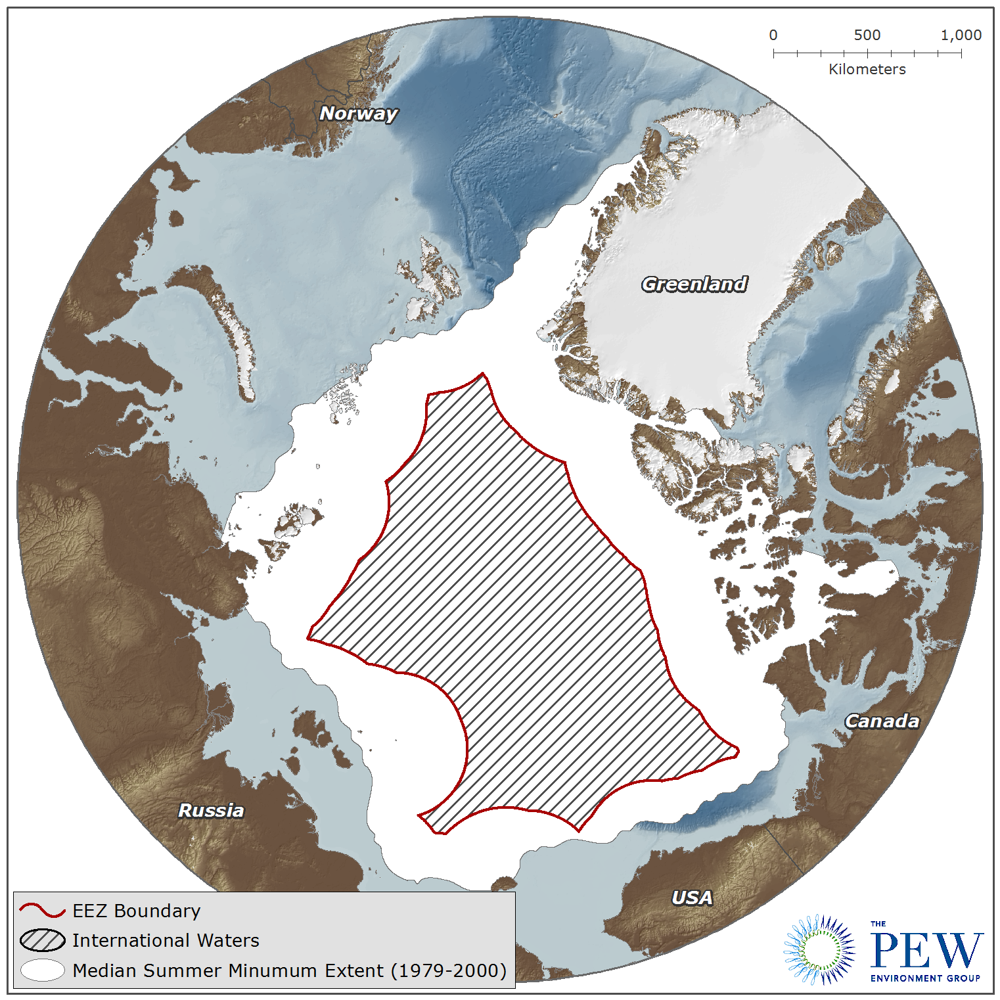 0 500 1,000
Kilometers
Norway
Greenland
Canada
Russia
USA
EEZ Boundary
International Waters
Median Summer Minumum Extent (1979-2000)
THE
PEW
ENVIRONMENT GROUP